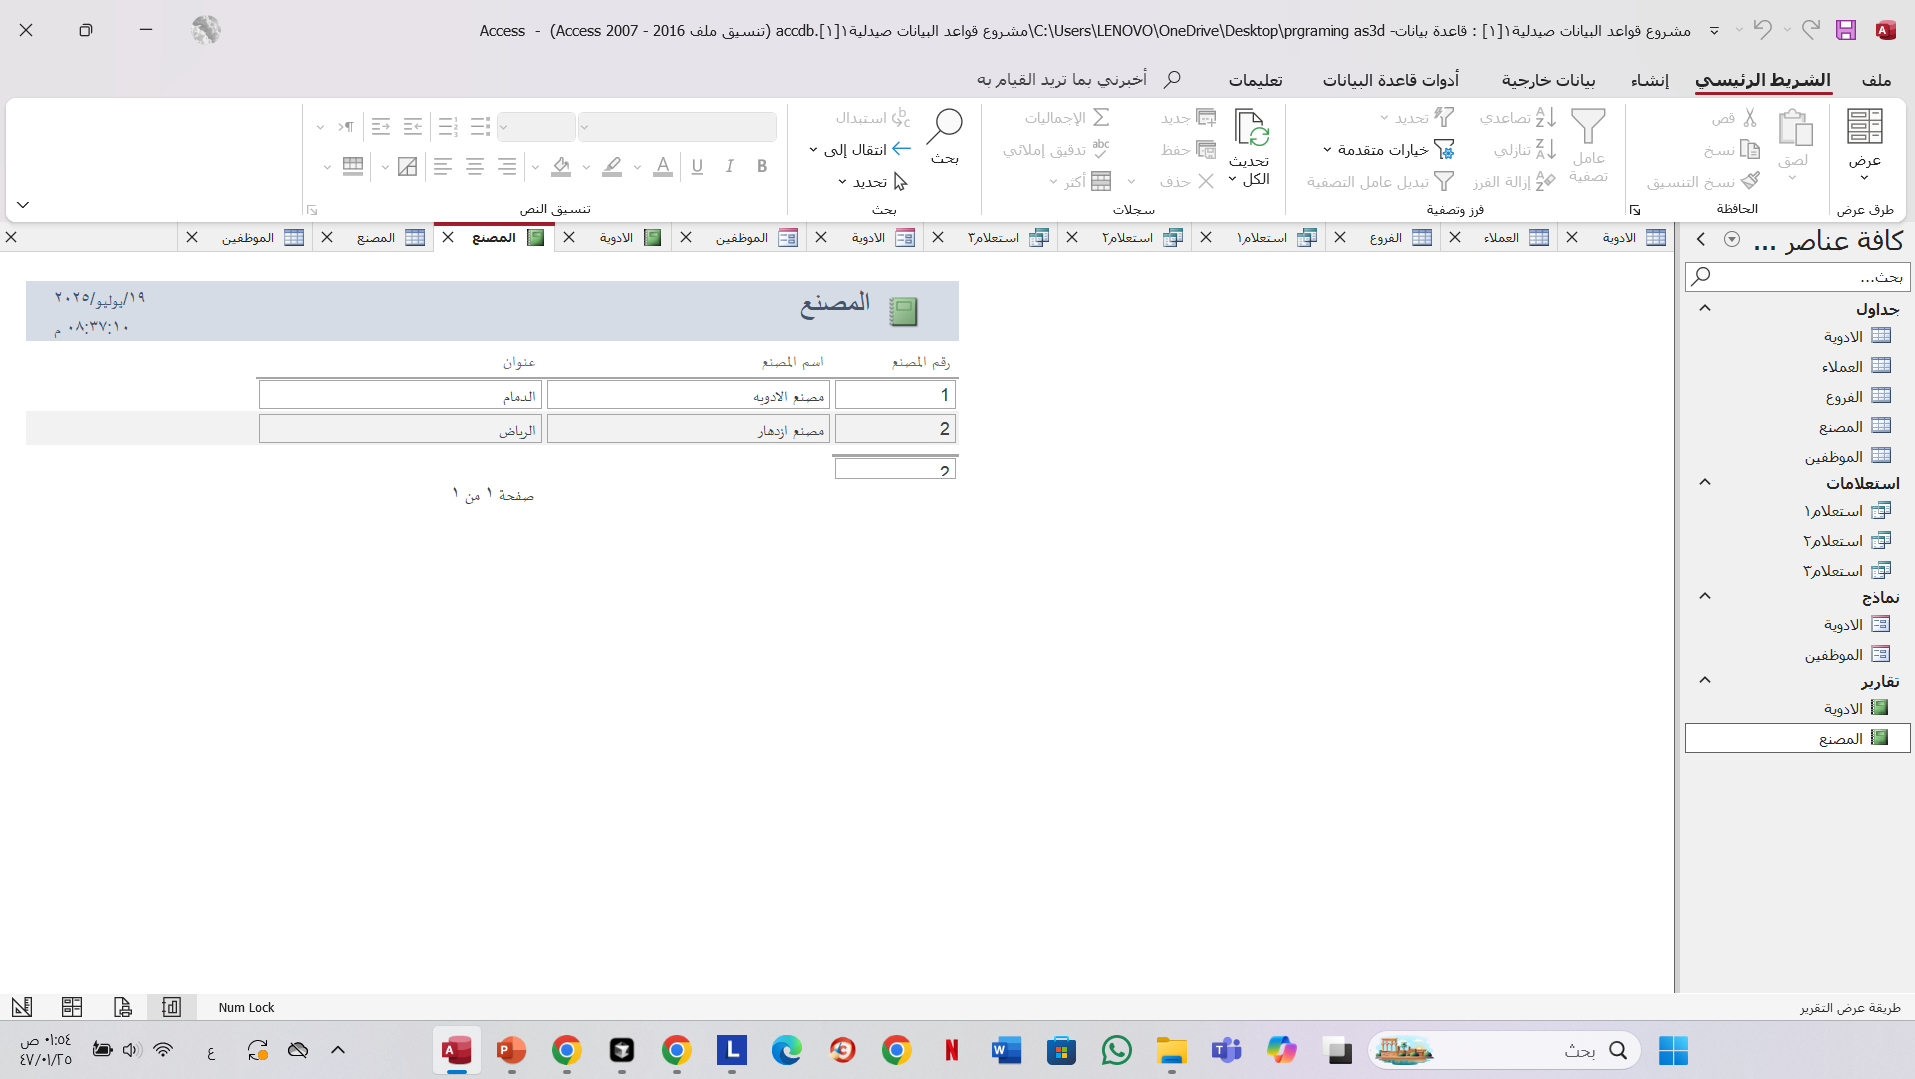 مشروع قواعد البيانات صيدلية١[١] : قاعدة بيانات- C:\Users\LENOVO\OneDrive\Desktop\prgraming as3d\مشروع قواعد البيانات صيدلية١[١].accdb (تنسيق ملف Access 2007 - 2016) - Access
ملف
الشريط الرئيسي
إنشاء
بيانات خارجية
أدوات قاعدة البيانات
تعليمات
أخبرني بما تريد القيام به
عرض
طرق عرض
لصق
قص
نسخ
نسخ التنسيق
الحافظة
عامل تصفية
تصاعدي
تنازلي
إزالة الفرز
تحديد
خيارات متقدمة
تبديل عامل التصفية
فرز وتصفية
تحديث الكل
جديد
حفظ
حذف
الإجماليات
تدقيق إملائي
أكثر
سجلات
بحث
استبدال
انتقال إلى
تحديد
بحث
B I U A
تنسيق النص
الادوية
العملاء
الفروع
استعلام١
استعلام٢
استعلام٣
الادوية
الموظفين
الادوية
المصنع
المصنع
الموظفين
كافة عناصر ...
بحث...
جداول
الادوية
العملاء
الفروع
المصنع
الموظفين
استعلامات
استعلام١
استعلام٢
استعلام٣
نماذج
الادوية
الموظفين
تقارير
الادوية
المصنع
المصنع
١٩/يوليو/٢٠٢٥
٠٨:٣٧:١٠ م
رقم المصنع اسم المصنع عنوان
1 مصنع الادويه الدمام
2 مصنع ازدهار الرياض
2
صفحة ١ من ١
طريقة عرض التقرير
Num Lock
بحث
ع
٠١:٥٤ ص
٤٧/٠١/٢٥